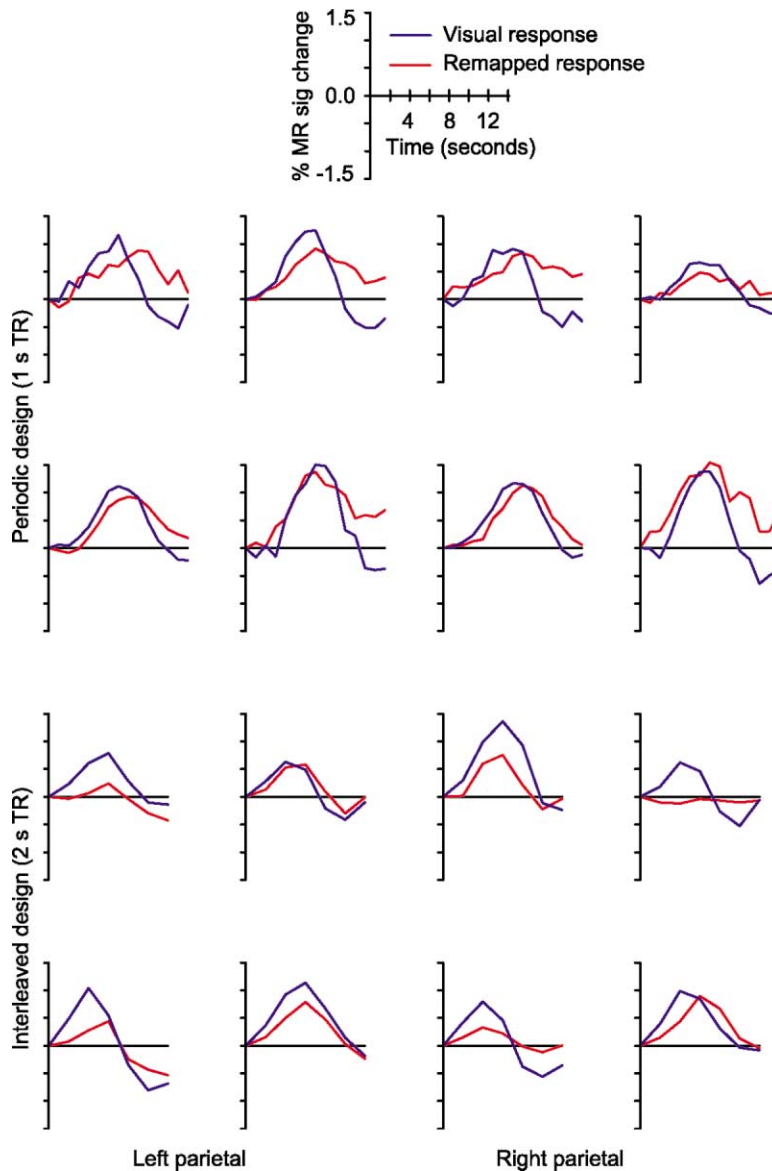 % MR sig change
1.5
0.0
-1.5
4 8 12
Time (seconds)
Visual response
Remapped response
Periodic design (1 s TR)
Interleaved design (2 s TR)
Left parietal
Right parietal